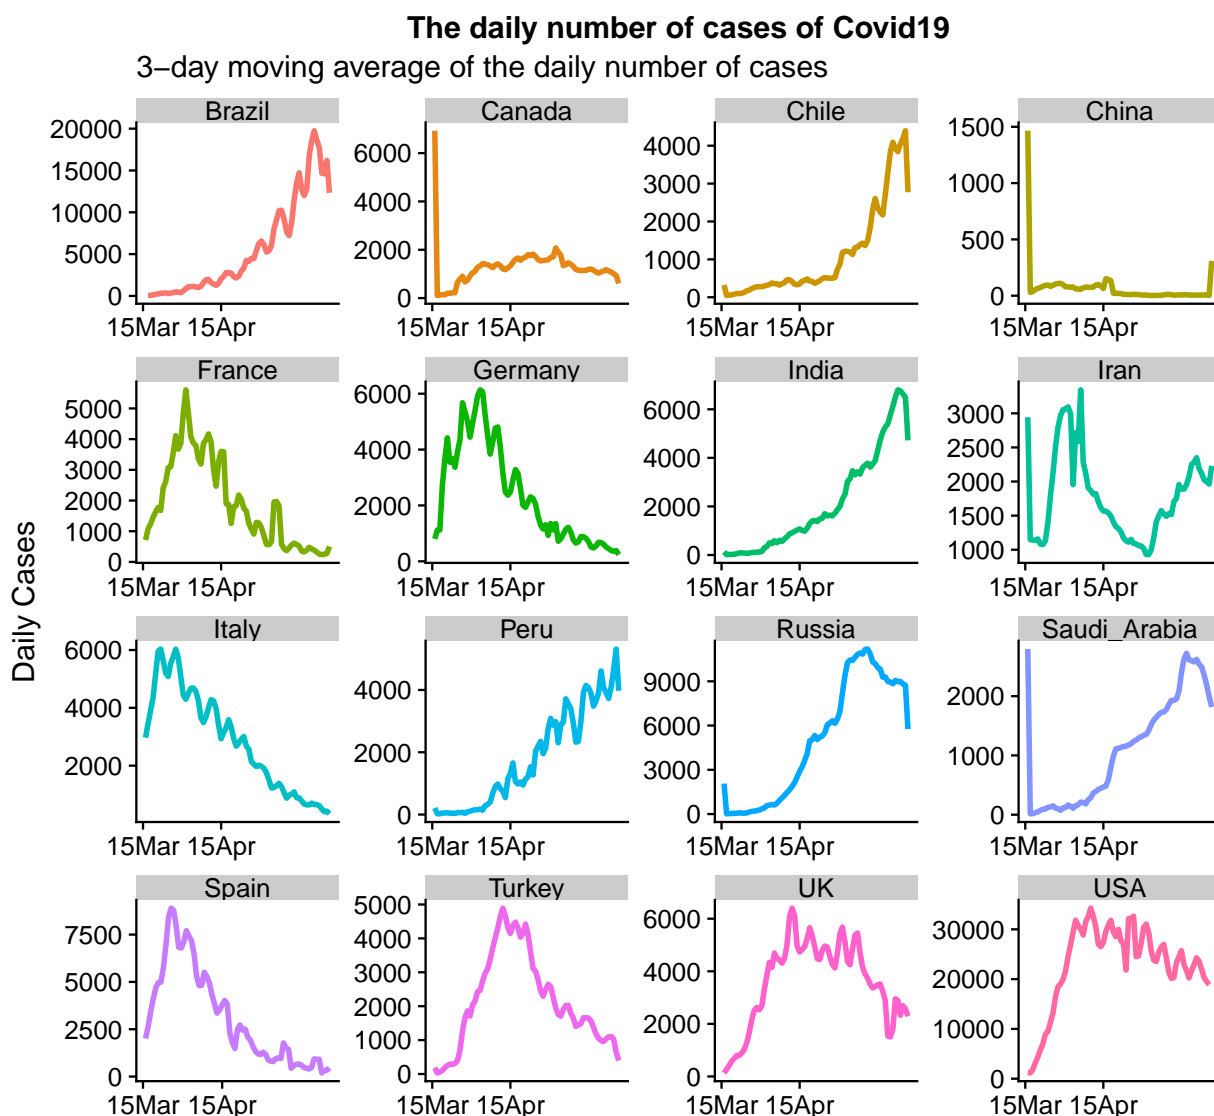 The daily number of cases of Covid19
3−day moving average of the daily number of cases
Daily Cases
Brazil
20000
15000
10000
5000
0
15Mar 15Apr
Canada
6000
4000
2000
0
15Mar 15Apr
Chile
4000
3000
2000
1000
0
15Mar 15Apr
China
1500
1000
500
0
15Mar 15Apr
France
5000
4000
3000
2000
1000
0
15Mar 15Apr
Germany
6000
4000
2000
0
15Mar 15Apr
India
6000
4000
2000
0
15Mar 15Apr
Iran
3000
2500
2000
1500
1000
15Mar 15Apr
Italy
6000
4000
2000
15Mar 15Apr
Peru
4000
2000
0
15Mar 15Apr
Russia
9000
6000
3000
0
15Mar 15Apr
Saudi_Arabia
2000
1000
0
15Mar 15Apr
Spain
7500
5000
2500
0
15Mar 15Apr
Turkey
5000
4000
3000
2000
1000
0
15Mar 15Apr
UK
6000
4000
2000
0
15Mar 15Apr
USA
30000
20000
10000
0
15Mar 15Apr